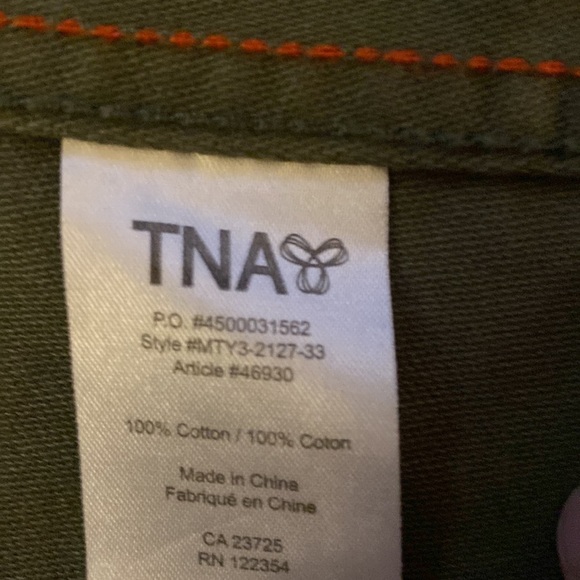 TNA
P.O. #4500031562
Style #MTY3-2127-33
Article #46930
100% Cotton / 100% Coton
Made in China
Fabriqué en Chine
CA 23725
RN 122354